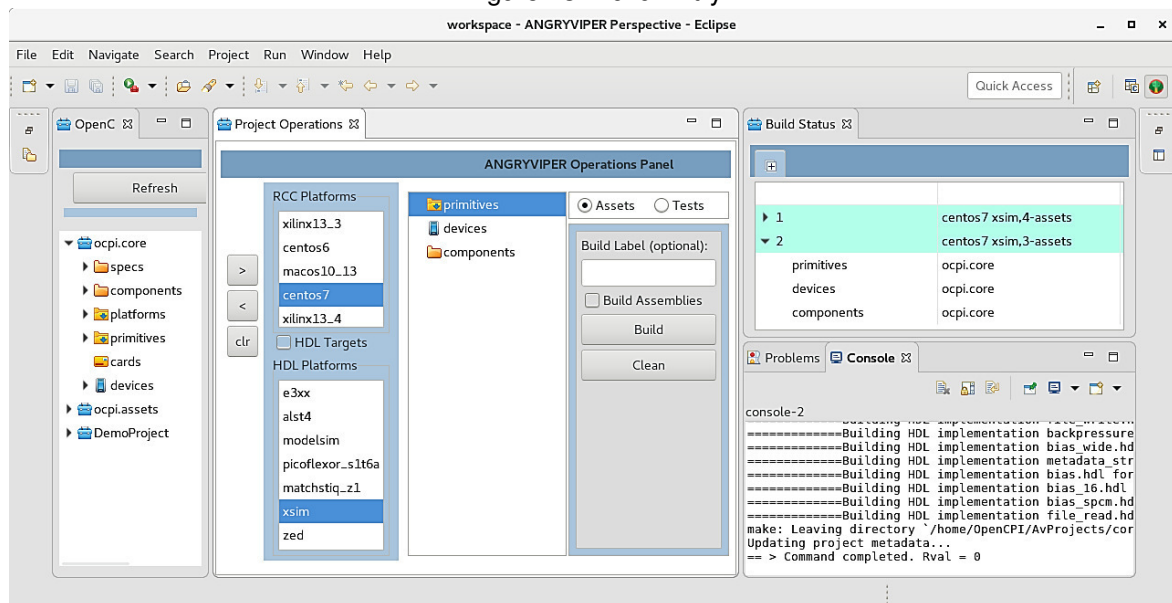 workspace - ANGRYVIPER Perspective - Eclipse
File Edit Navigate Search Project Run Window Help
Quick Access
OpenC
Refresh
ocpi.core
specs
components
platforms
primitives
cards
devices
ocpi.assets
DemoProject
Project Operations
ANGRYVIPER Operations Panel
>
<
clr
RCC Platforms
xilinx13_3
centos6
macos10_13
centos7
xilinx13_4
HDL Targets
HDL Platforms
e3xx
alst4
modelsim
picoflexor_s1t6a
matchstiq_z1
xsim
zed
primitives
devices
components
Assets Tests
Build Label (optional):
Build Assemblies
Build
Clean
Build Status
1 centos7 xsim,4-assets
2 centos7 xsim,3-assets
primitives ocpi.core
devices ocpi.core
components ocpi.core
Problems Console
console-2
=============Building HDL implementation backpressure
=============Building HDL implementation bias_wide.hd
=============Building HDL implementation metadata_str
=============Building HDL implementation bias.hdl for
=============Building HDL implementation bias_16.hdl
=============Building HDL implementation bias_spcm.hd
=============Building HDL implementation file_read.hd
make: Leaving directory `/home/OpenCPI/AvProjects/cor
Updating project metadata...
== > Command completed. Rval = 0